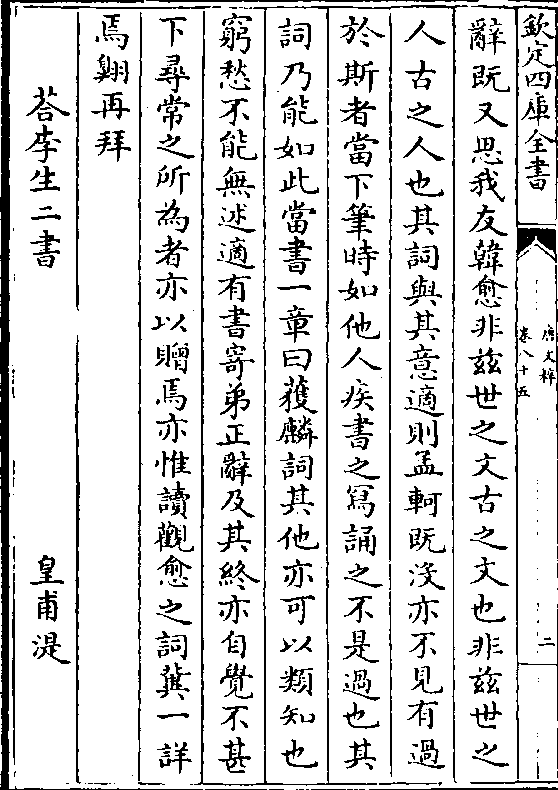 欽定四庫全書
唐文粹
卷八十五
二
辭既又思我友韓愈非兹世之文古之文也非兹世之
人古之人也其詞與其意適則孟軻既沒亦不見有過
於斯者當下筆時如他人疾書之寫誦之不是過也其
詞乃能如此當書一章曰獲麟詞其他亦可以類知也
窮愁不能無述適有書寄弟正辭及其終亦自覺不甚
下尋常之所為者亦以贈焉亦惟讀觀愈之詞冀一詳
焉翺再拜
荅李生二書 皇甫湜